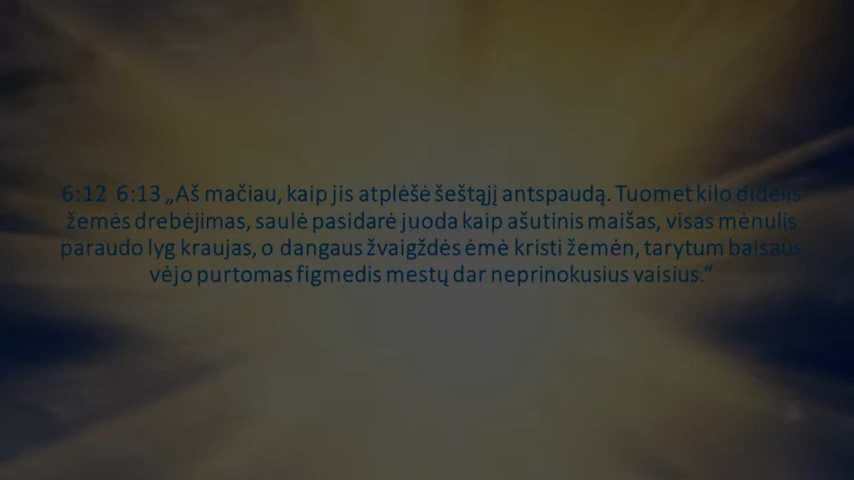 6:12 6:13 „Aš mačiau, kaip jis atplėšė šeštąjį antspaudą. Tuomet kilo didelis
žemės drebėjimas, saulė pasidarė juoda kaip ašutinis maišas, visas mėnulis
paraudo lyg kraujas, o dangaus žvaigždės ėmė kristi žemėn, tarytum baisaus
vėjo purtomas figmedis mestų dar neprinokusius vaisius.“